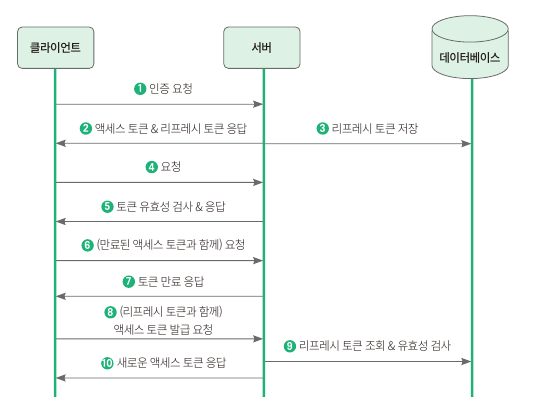 클라이언트
서버
데이터베이스
1 인증 요청
2 액세스 토큰 & 리프레시 토큰 응답
3 리프레시 토큰 저장
4 요청
5 토큰 유효성 검사 & 응답
6 (만료된 액세스 토큰과 함께) 요청
7 토큰 만료 응답
8 (리프레시 토큰과 함께)
액세스 토큰 발급 요청
9 리프레시 토큰 조회 & 유효성 검사
10 새로운 액세스 토큰 응답